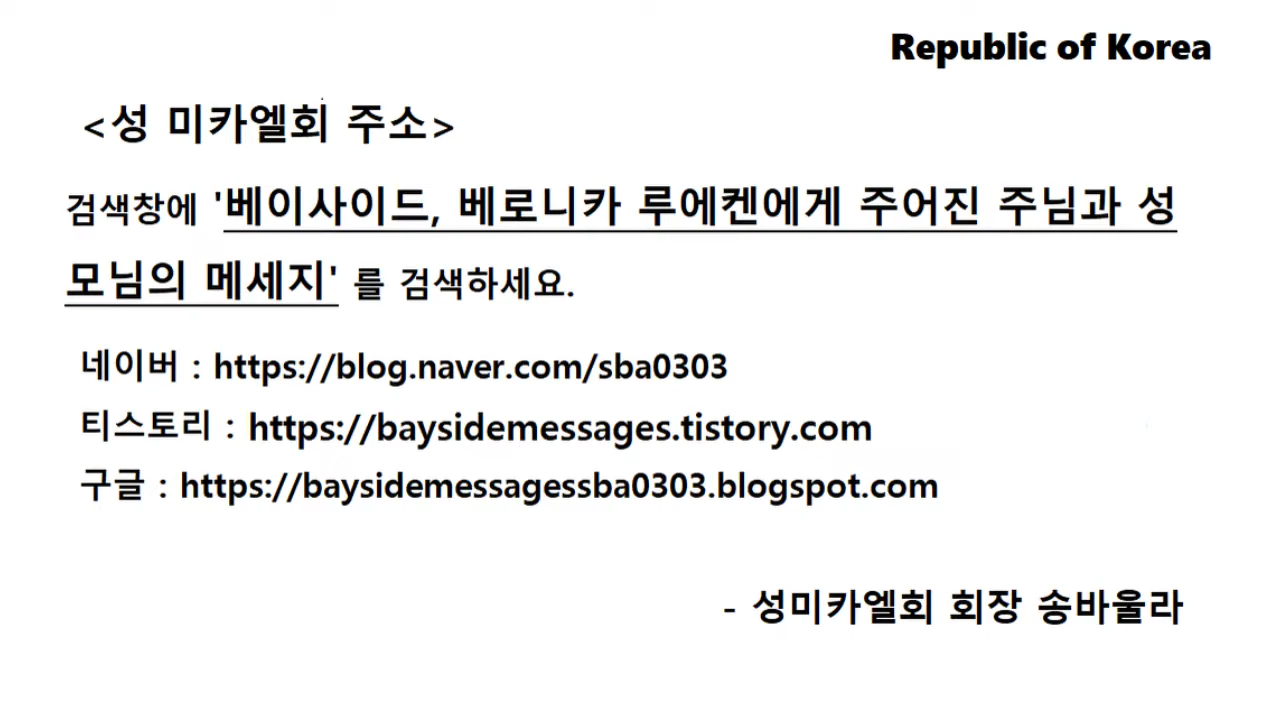 Republic of Korea
<성 미카엘회 주소>
검색창에 '베이사이드, 베로니카 루에켄에게 주어진 주님과 성
모님의 메세지' 를 검색하세요.
네이버 : https://blog.naver.com/sba0303
티스토리 : https://baysidemessages.tistory.com
구글 : https://baysidemessagessba0303.blogspot.com
- 성미카엘회 회장 송바울라